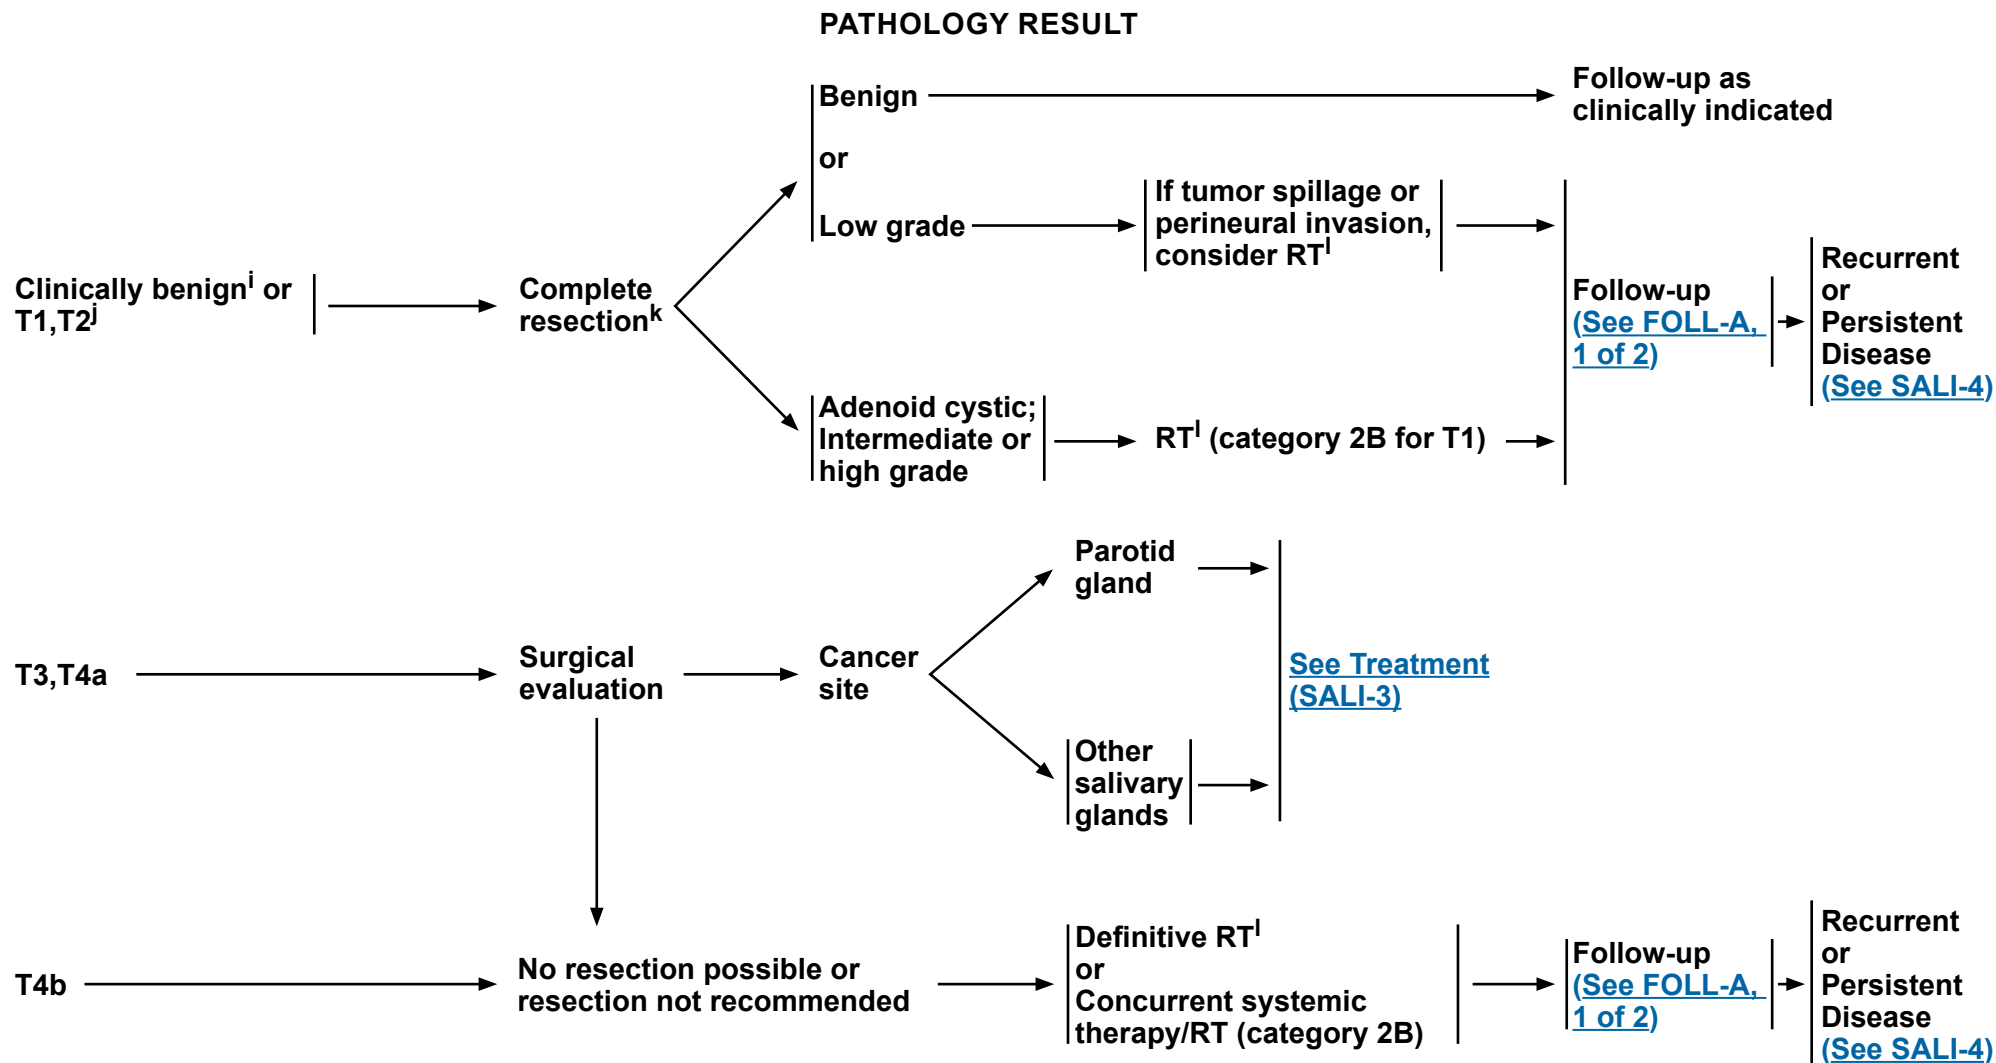 PATHOLOGY RESULT
Benign
Follow-up as
clinically indicated
or
Low grade
If tumor spillage or
perineural invasion,
consider RTˡ
Clinically benignⁱ or
T1,T2ʲ
Complete
resectionᵏ
Follow-up
(See FOLL-A,
1 of 2)
Recurrent
or
Persistent
Disease
(See SALI-4)
Adenoid cystic;
Intermediate or
high grade
RTˡ (category 2B for T1)
Parotid
gland
T3,T4a
Surgical
evaluation
Cancer
site
See Treatment
(SALI-3)
Other
salivary
glands
T4b
No resection possible or
resection not recommended
Definitive RTˡ
or
Concurrent systemic
therapy/RT (category 2B)
Follow-up
(See FOLL-A,
1 of 2)
Recurrent
or
Persistent
Disease
(See SALI-4)